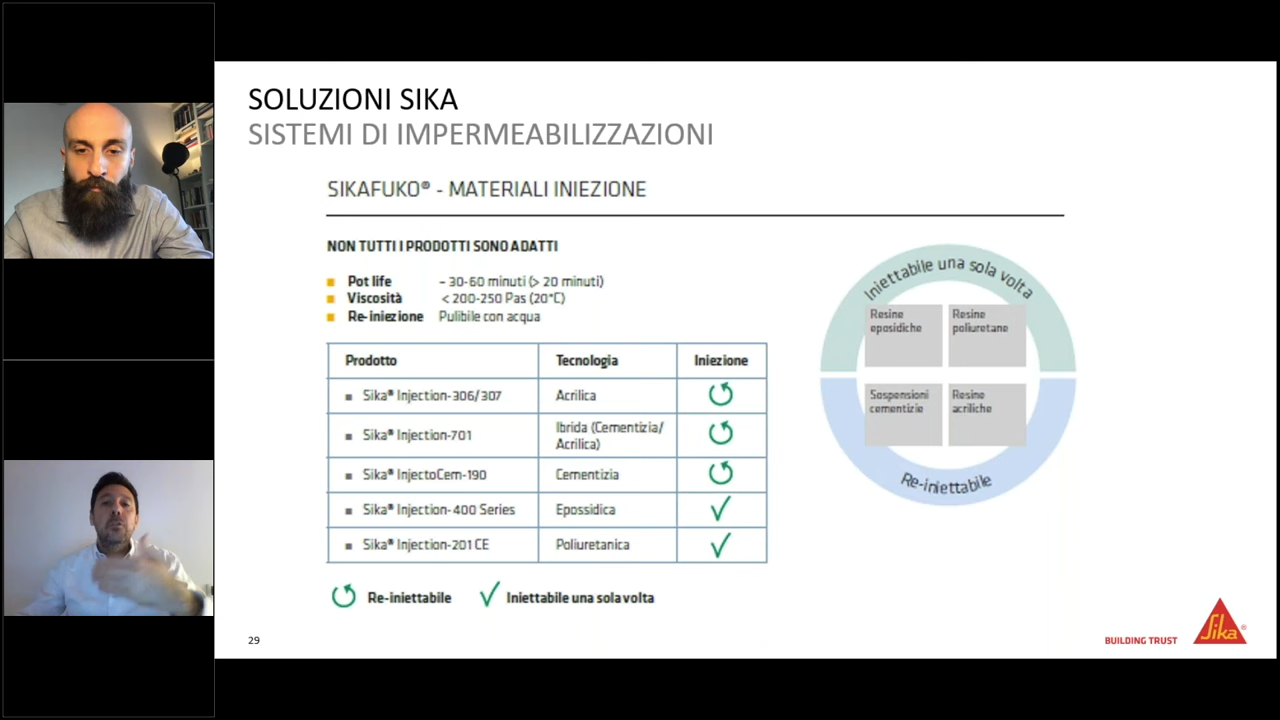 SOLUZIONI SIKA
SISTEMI DI IMPERMEABILIZZAZIONI
SIKAFUKO® - MATERIALI INIEZIONE
NON TUTTI I PRODOTTI SONO ADATTI
Pot life ~ 30-60 minuti (> 20 minuti)
Viscosità < 200-250 Pas (20°C)
Re-iniezione Pulibile con acqua
Prodotto Tecnologia Iniezione
Sika® Injection-306/307 Acrilica
Sika® Injection-701 Ibrida (Cementizia/
Acrilica)
Sika® InjectoCem-190 Cementizia
Sika® Injection-400 Series Epossidica
Sika® Injection-201 CE Poliuretanica
Re-iniettabile Iniettabile una sola volta
Iniettabile una sola volta
Resine
eposidiche
Resine
poliuretane
Sospensioni
cementizie
Resine
acriliche
Re-iniettabile
29
BUILDING TRUST
Sika®